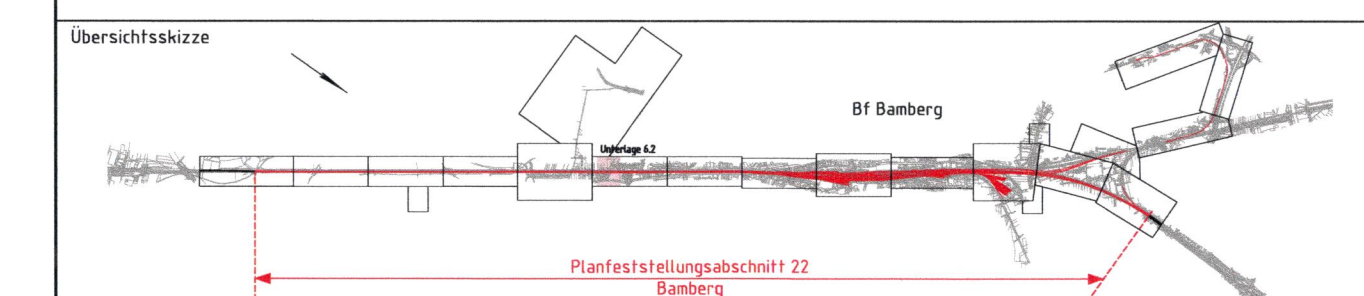 Übersichtsskizze
Bf Bamberg
Unterlage 6.2
Planfeststellungsabschnitt 22
Bamberg